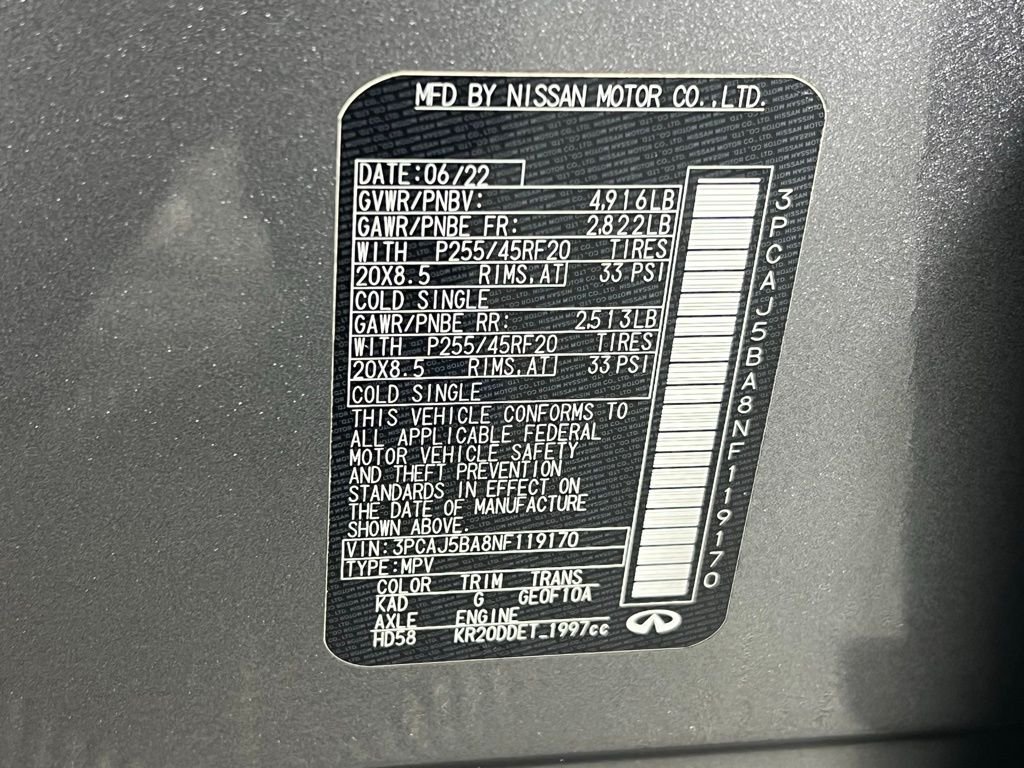 MFD BY NISSAN MOTOR CO.,LTD.
DATE:06/22
GVWR/PNBV: 4,916LB
GAWR/PNBE FR: 2,822LB
WITH P255/45RF20 TIRES
20X8.5 RIMS,AT 33 PSI
COLD SINGLE
GAWR/PNBE RR: 2,513LB
WITH P255/45RF20 TIRES
20X8.5 RIMS,AT 33 PSI
COLD SINGLE
THIS VEHICLE CONFORMS TO
ALL APPLICABLE FEDERAL
MOTOR VEHICLE SAFETY
AND THEFT PREVENTION
STANDARDS IN EFFECT ON
THE DATE OF MANUFACTURE
SHOWN ABOVE.
VIN:3PCAJ5BA8NF119170
TYPE:MPV
COLOR TRIM TRANS
KAD G GE0F10A
AXLE ENGINE
HD58 KR20DDET_1997cc
3PCAJ5BA8NF119170